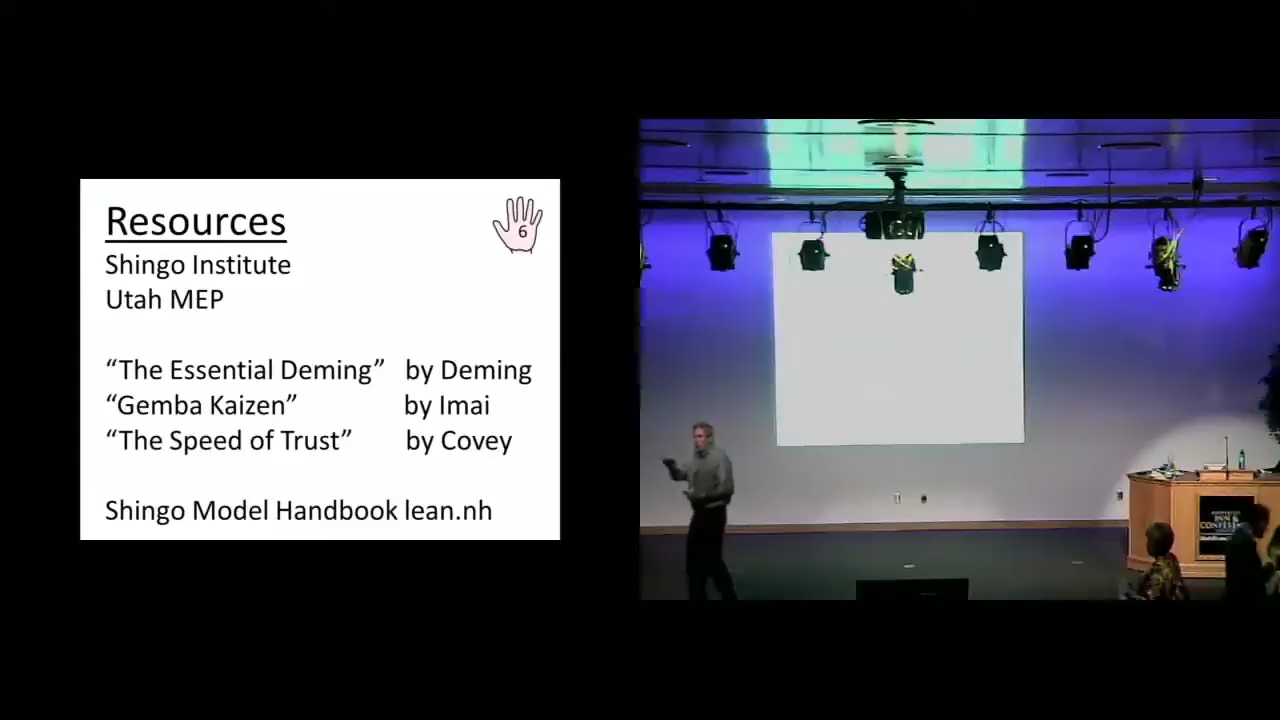 Resources
6
Shingo Institute
Utah MEP
“The Essential Deming” by Deming
“Gemba Kaizen” by Imai
“The Speed of Trust” by Covey
Shingo Model Handbook lean.nh
INN &